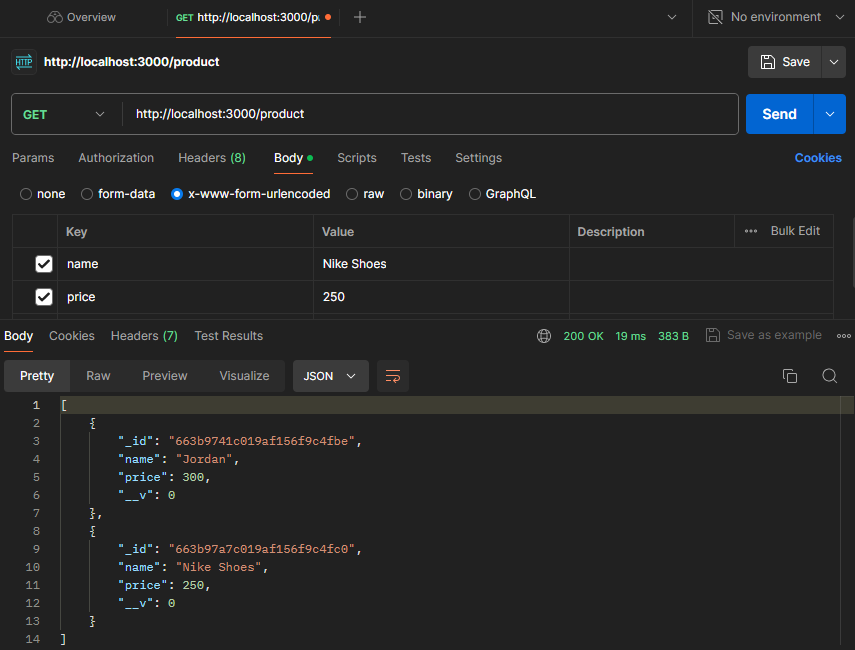 Overview GET http://localhost:3000/p No environment
HTTP http://localhost:3000/product Save
GET http://localhost:3000/product Send
Params Authorization Headers (8) Body Scripts Tests Settings Cookies
none form-data x-www-form-urlencoded raw binary GraphQL
Key Value Description Bulk Edit
name Nike Shoes
price 250
Body Cookies Headers (7) Test Results 200 OK 19 ms 383 B Save as example
Pretty Raw Preview Visualize JSON
1 [
2 {
3 "_id": "663b9741c019af156f9c4fbe",
4 "name": "Jordan",
5 "price": 300,
6 "__v": 0
7 },
8 {
9 "_id": "663b97a7c019af156f9c4fc0",
10 "name": "Nike Shoes",
11 "price": 250,
12 "__v": 0
13 }
14 ]